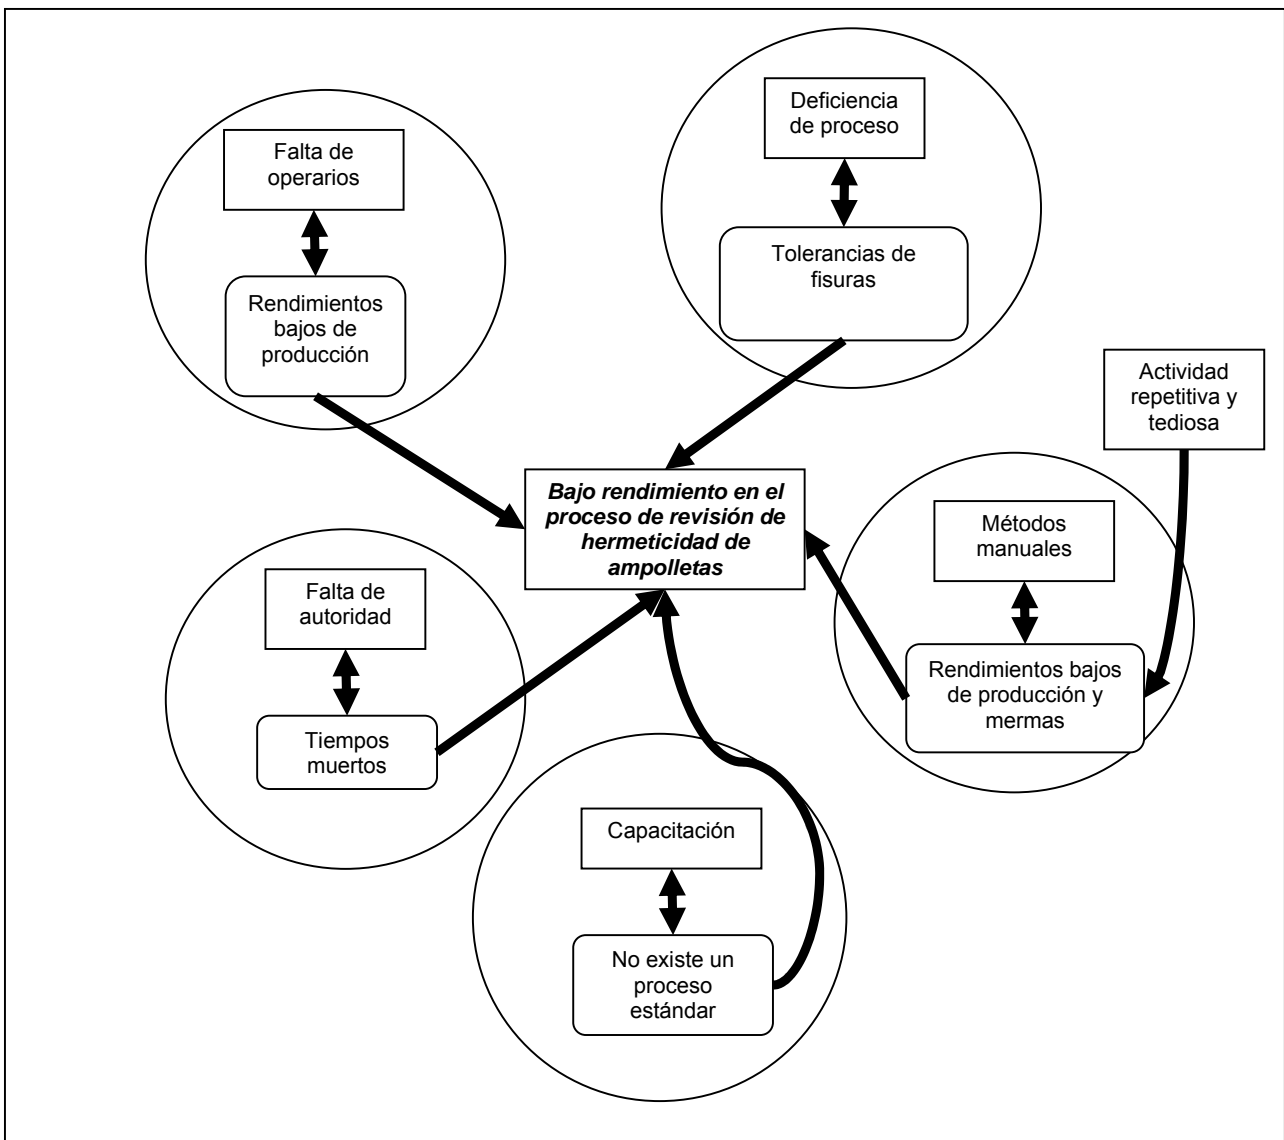 Deficiencia
de proceso
Falta de
operarios
Tolerancias de
fisuras
Rendimientos
bajos de
producción
Actividad
repetitiva y
tediosa
Bajo rendimiento en el
proceso de revisión de
hermeticidad de
ampolletas
Métodos
manuales
Falta de
autoridad
Rendimientos bajos
de producción y
mermas
Tiempos
muertos
Capacitación
No existe un
proceso
estándar